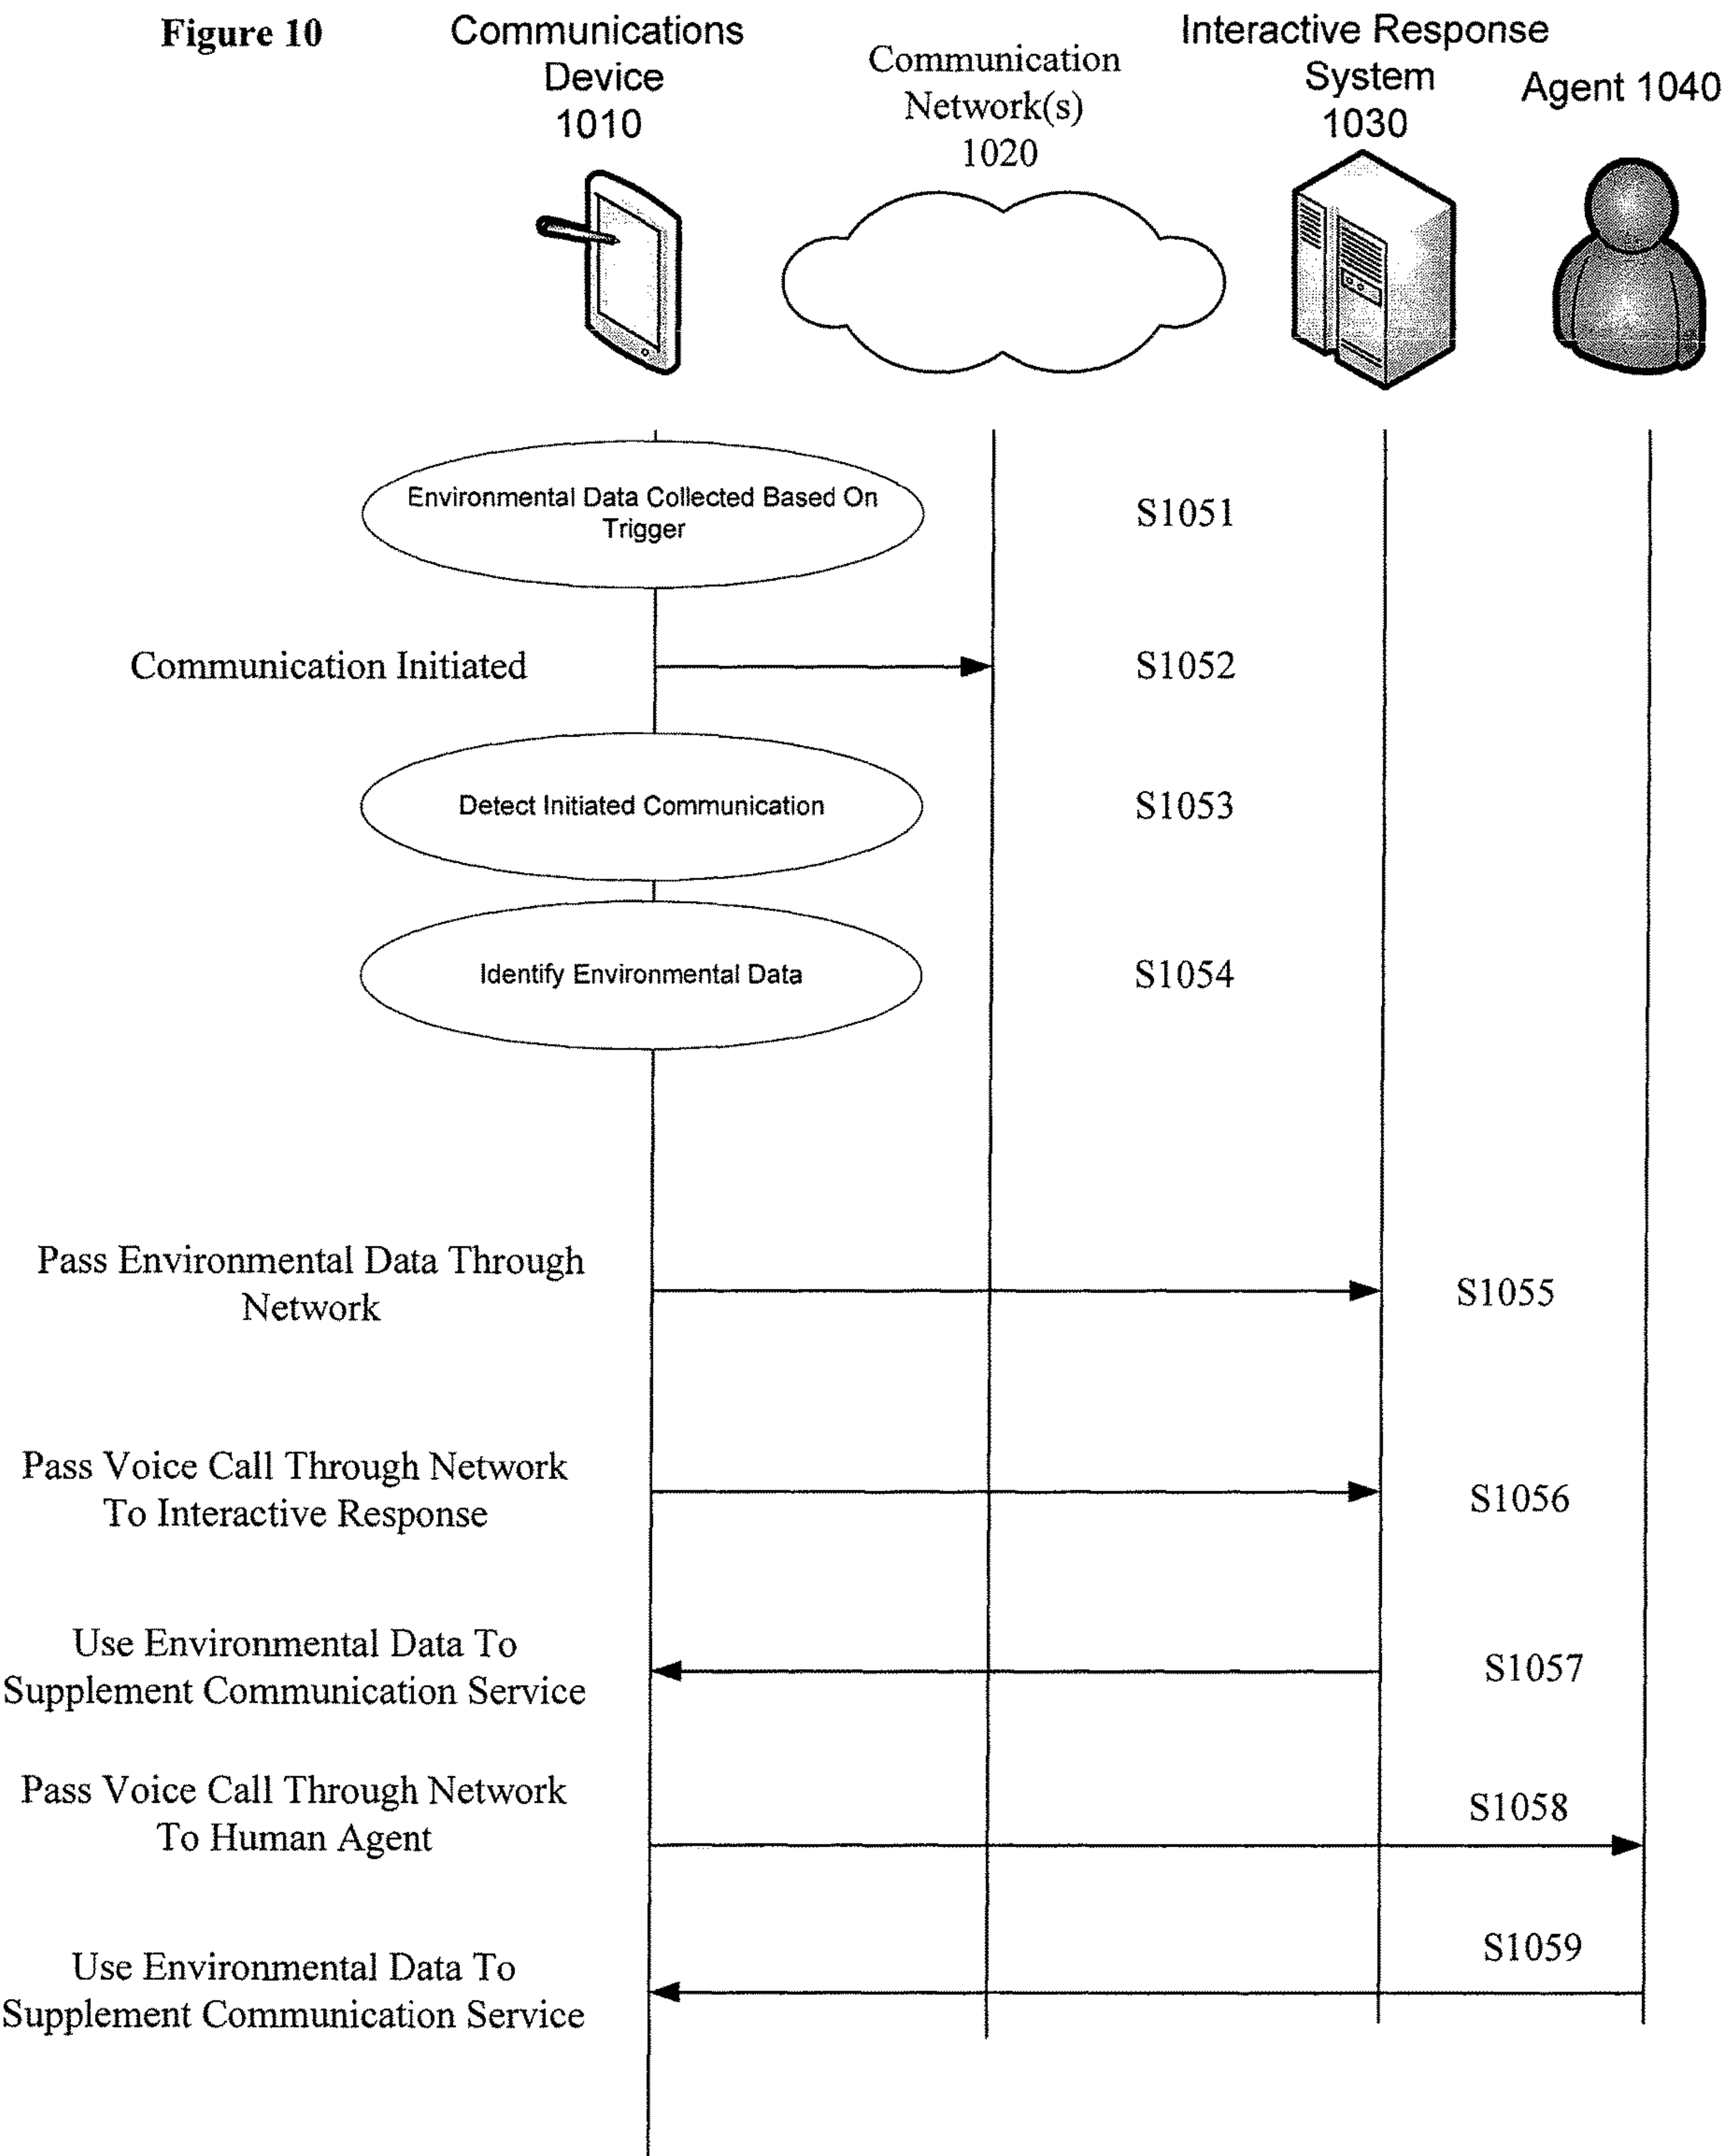 Figure 10
Communications
Device
1010
Communication
Network(s)
1020
Interactive Response
System
1030
Agent 1040
Environmental Data Collected Based On
Trigger
S1051
Communication Initiated
S1052
Detect Initiated Communication
S1053
Identify Environmental Data
S1054
Pass Environmental Data Through
Network
S1055
Pass Voice Call Through Network
To Interactive Response
S1056
Use Environmental Data To
Supplement Communication Service
S1057
Pass Voice Call Through Network
To Human Agent
S1058
Use Environmental Data To
Supplement Communication Service
S1059